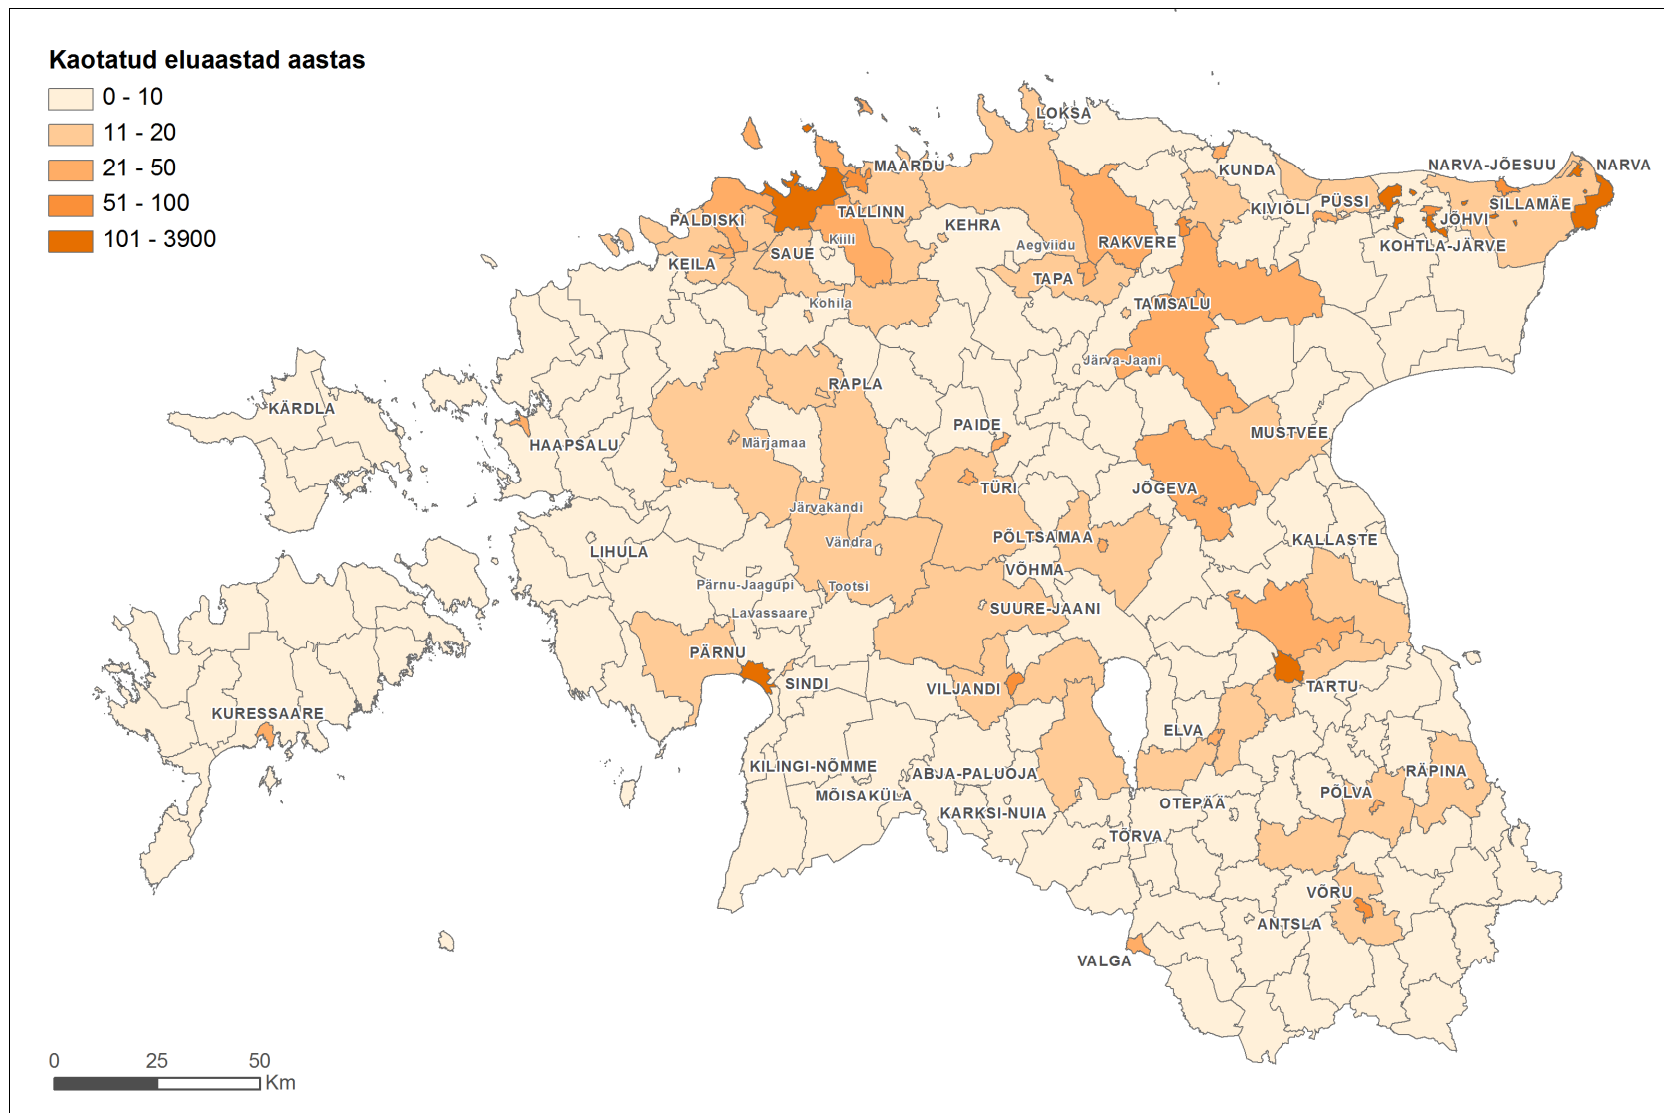 Kaotatud eluaastad aastas
0 - 10
11 - 20
21 - 50
51 - 100
101 - 3900
LOKSA
MAARDU
KUNDA
NARVA-JÕESUU
NARVA
PALDISKI
TALLINN
KEHRA
KIVIÕLI
PÜSSI
SILLAMÄE
JÕHVI
Kiili
Aegviidu
RAKVERE
KOHTLA-JÄRVE
SAUE
KEILA
TAPA
Kohila
TAMSALU
Järva-Jaani
RAPLA
KÄRDLA
PAIDE
MUSTVEE
HAAPSALU
Märjamaa
TÜRI
JÕGEVA
Järvakandi
PÕLTSAMAA
KALLASTE
Vändra
LIHULA
VÕHMA
Pärnu-Jaagupi
Tootsi
SUURE-JAANI
Lavassaare
PÄRNU
SINDI
VILJANDI
TARTU
KURESSAARE
ELVA
KILINGI-NÕMME
ABJA-PALUOJA
RÄPINA
MÕISAKÜLA
PÕLVA
OTEPÄÄ
KARKSI-NUIA
TÕRVA
VÕRU
ANTSLA
VALGA
0 25 50
Km